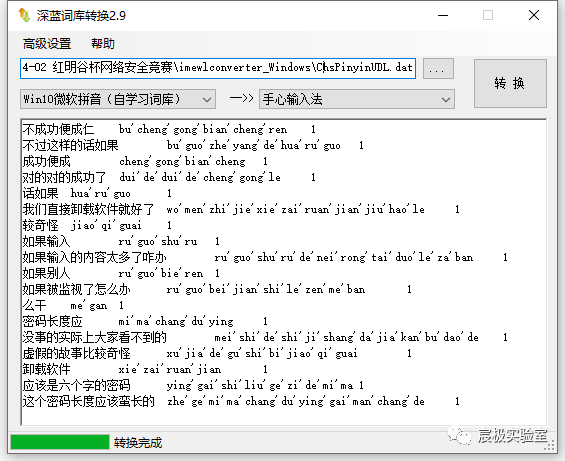 深蓝词库转换2.9
高级设置 帮助
4-02 红明谷杯网络安全竟赛\imewlconverter_Windows\ChsPinyinUDL.dat ... 转 换
Win10微软拼音（自学习词库） —>> 手心输入法
不成功便成仁 bu'cheng'gong'bian'cheng'ren 1
不过这样的话如果 bu'guo'zhe'yang'de'hua'ru'guo 1
成功便成 cheng'gong'bian'cheng 1
对的对的成功了 dui'de'dui'de'cheng'gong'le 1
话如果 hua'ru'guo 1
我们直接卸载软件就好了 wo'men'zhi'jie'xie'zai'ruan'jian'jiu'hao'le 1
较奇怪 jiao'qi'guai 1
如果输入 ru'guo'shu'ru 1
如果输入的内容太多了咋办 ru'guo'shu'ru'de'nei'rong'tai'duo'le'za'ban 1
如果别人 ru'guo'bie'ren 1
如果被监视了怎么办 ru'guo'bei'jian'shi'le'zen'me'ban 1
么干 me'gan 1
密码长度应 mi'ma'chang'du'ying 1
没事的实际上大家看不到的 mei'shi'de'shi'ji'shang'da'jia'kan'bu'dao'de 1
虚假的故事比较奇怪 xu'jia'de'gu'shi'bi'jiao'qi'guai 1
卸载软件 xie'zai'ruan'jian 1
应该是六个字的密码 ying'gai'shi'liu'ge'zi'de'mi'ma 1
这个密码长度应该蛮长的 zhe'ge'mi'ma'chang'du'ying'gai'man'chang'de 1
宸极实验室
转换完成